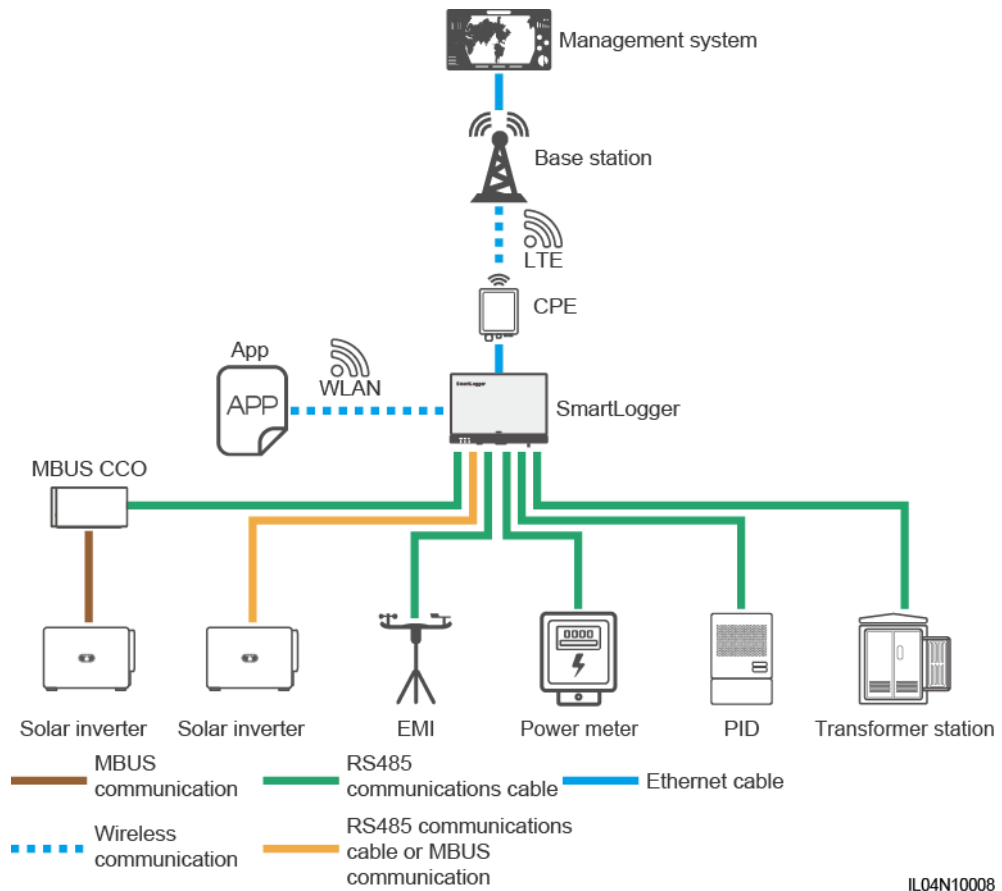 Management system
Base station
LTE
CPE
App
WLAN
APP
SmartLogger
SmartLogger
MBUS CCO
0000
Solar inverter
Solar inverter
EMI
Power meter
PID
Transformer station
MBUS
communication
RS485
communications cable
Ethernet cable
Wireless
communication
RS485 communications
cable or MBUS
communication
IL04N10008